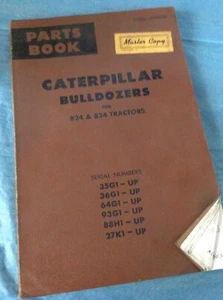 PARTS
BOOK
Master Copy
CATERPILLAR
BULLDOZERS
FOR
824 & 834 TRACTORS
SERIAL NUMBERS
35G1-UP
36G1-UP
64G1-UP
93G1-UP
88H1-UP
27K1-UP